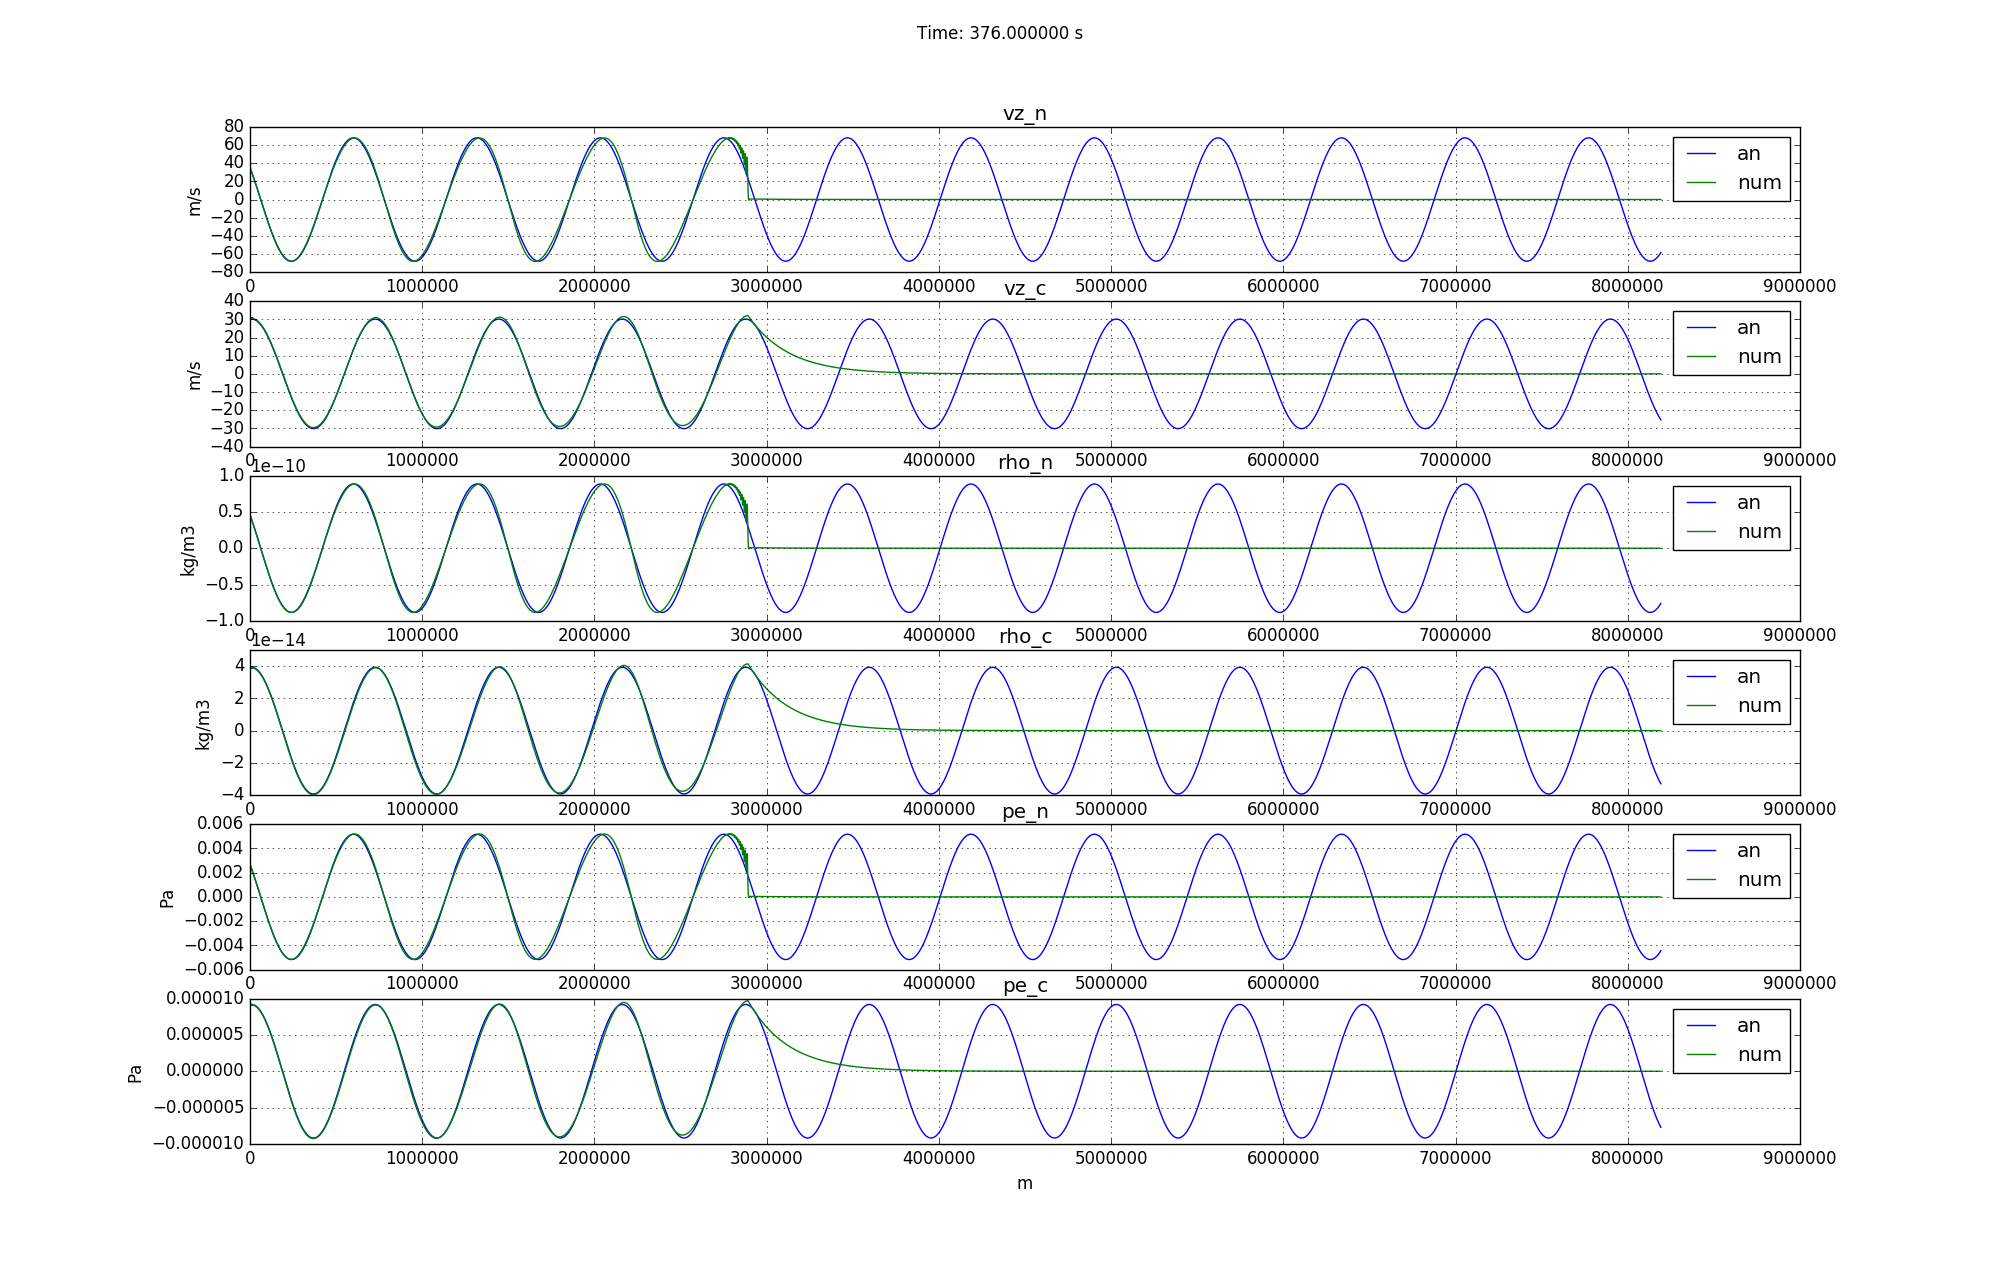 Time: 376.000000 s
vz_n
80
60
40
20
0
−20
−40
−60
−80
m/s
an
num
0 1000000 2000000 3000000 4000000 5000000 6000000 7000000 8000000 9000000
vz_c
40
30
20
10
0
−10
−20
−30
−40
m/s
an
num
0 1000000 2000000 3000000 4000000 5000000 6000000 7000000 8000000 9000000
1e−10
rho_n
1.0
0.5
0.0
−0.5
−1.0
kg/m3
an
num
0 1000000 2000000 3000000 4000000 5000000 6000000 7000000 8000000 9000000
1e−14
rho_c
4
2
0
−2
−4
kg/m3
an
num
0 1000000 2000000 3000000 4000000 5000000 6000000 7000000 8000000 9000000
pe_n
0.006
0.004
0.002
0.000
−0.002
−0.004
−0.006
Pa
an
num
0 1000000 2000000 3000000 4000000 5000000 6000000 7000000 8000000 9000000
pe_c
0.000010
0.000005
0.000000
−0.000005
−0.000010
Pa
an
num
0 1000000 2000000 3000000 4000000 5000000 6000000 7000000 8000000 9000000
m